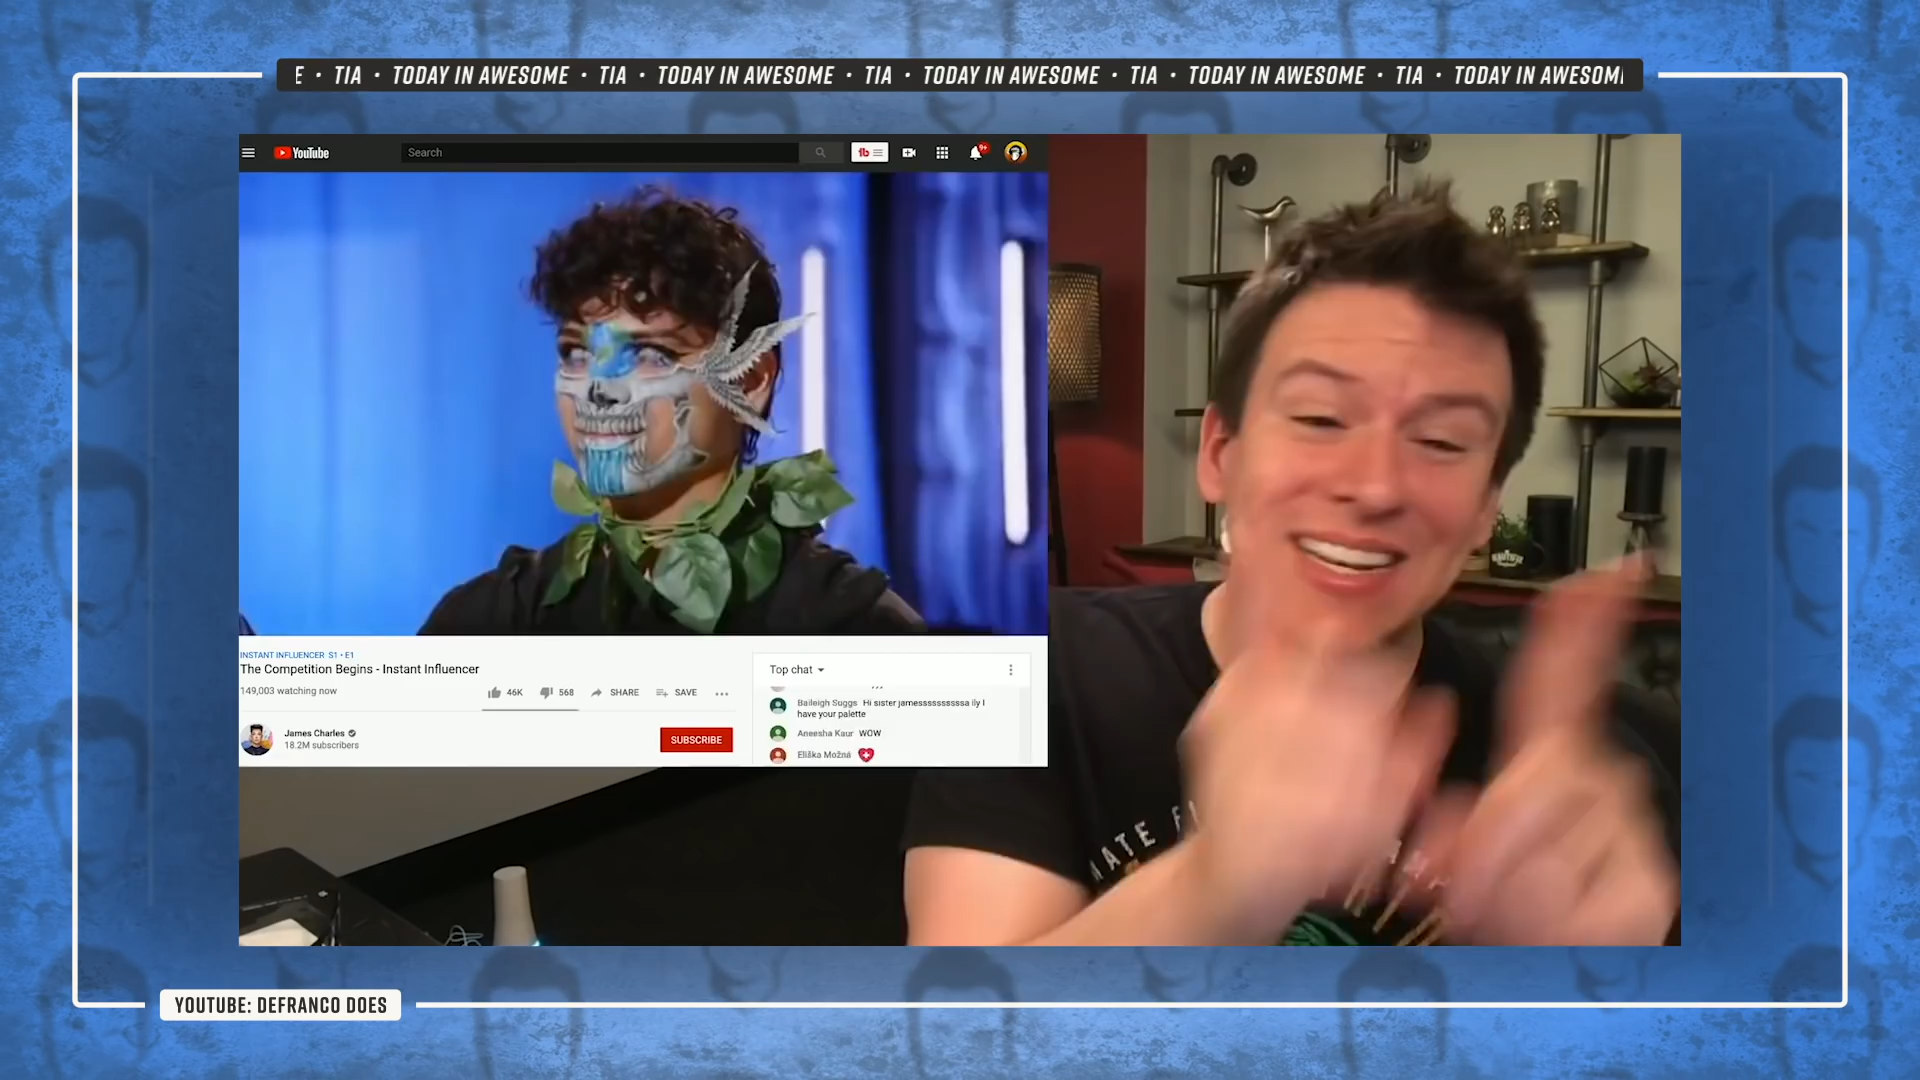 E • TIA • TODAY IN AWESOME • TIA • TODAY IN AWESOME • TIA • TODAY IN AWESOME • TIA • TODAY IN AWESOME • TIA • TODAY IN AWESOM
YouTube
Search
9+
INSTANT INFLUENCER S1 • E1
The Competition Begins - Instant Influencer
149,003 watching now
46K
568
SHARE
SAVE
James Charles
18.2M subscribers
SUBSCRIBE
Top chat
Baileigh Suggs Hi sister jamesssssssssssa ily I
have your palette
Aneesha Kaur WOW
Eliška Možná
YOUTUBE: DEFRANCO DOES